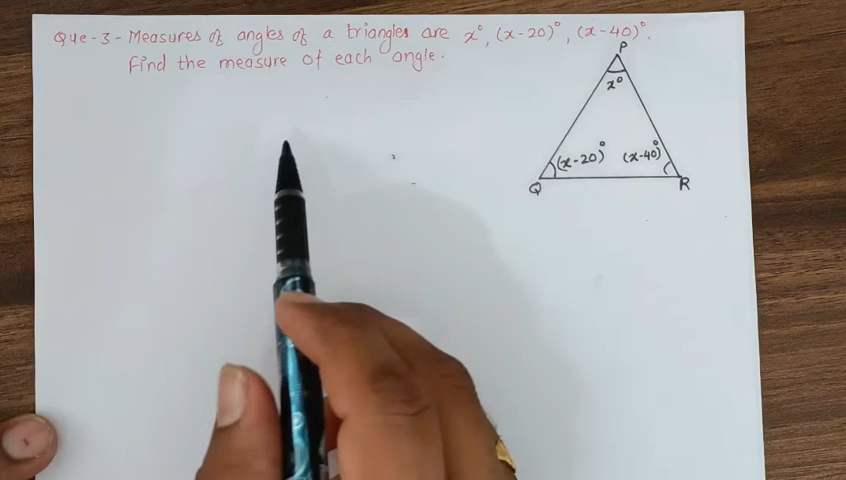 Que-3- Measures of angles of a triangles are x°, (x-20)°, (x-40)°.
Find the measure of each angle.
P
x°
(x-20)° (x-40)°
Q R